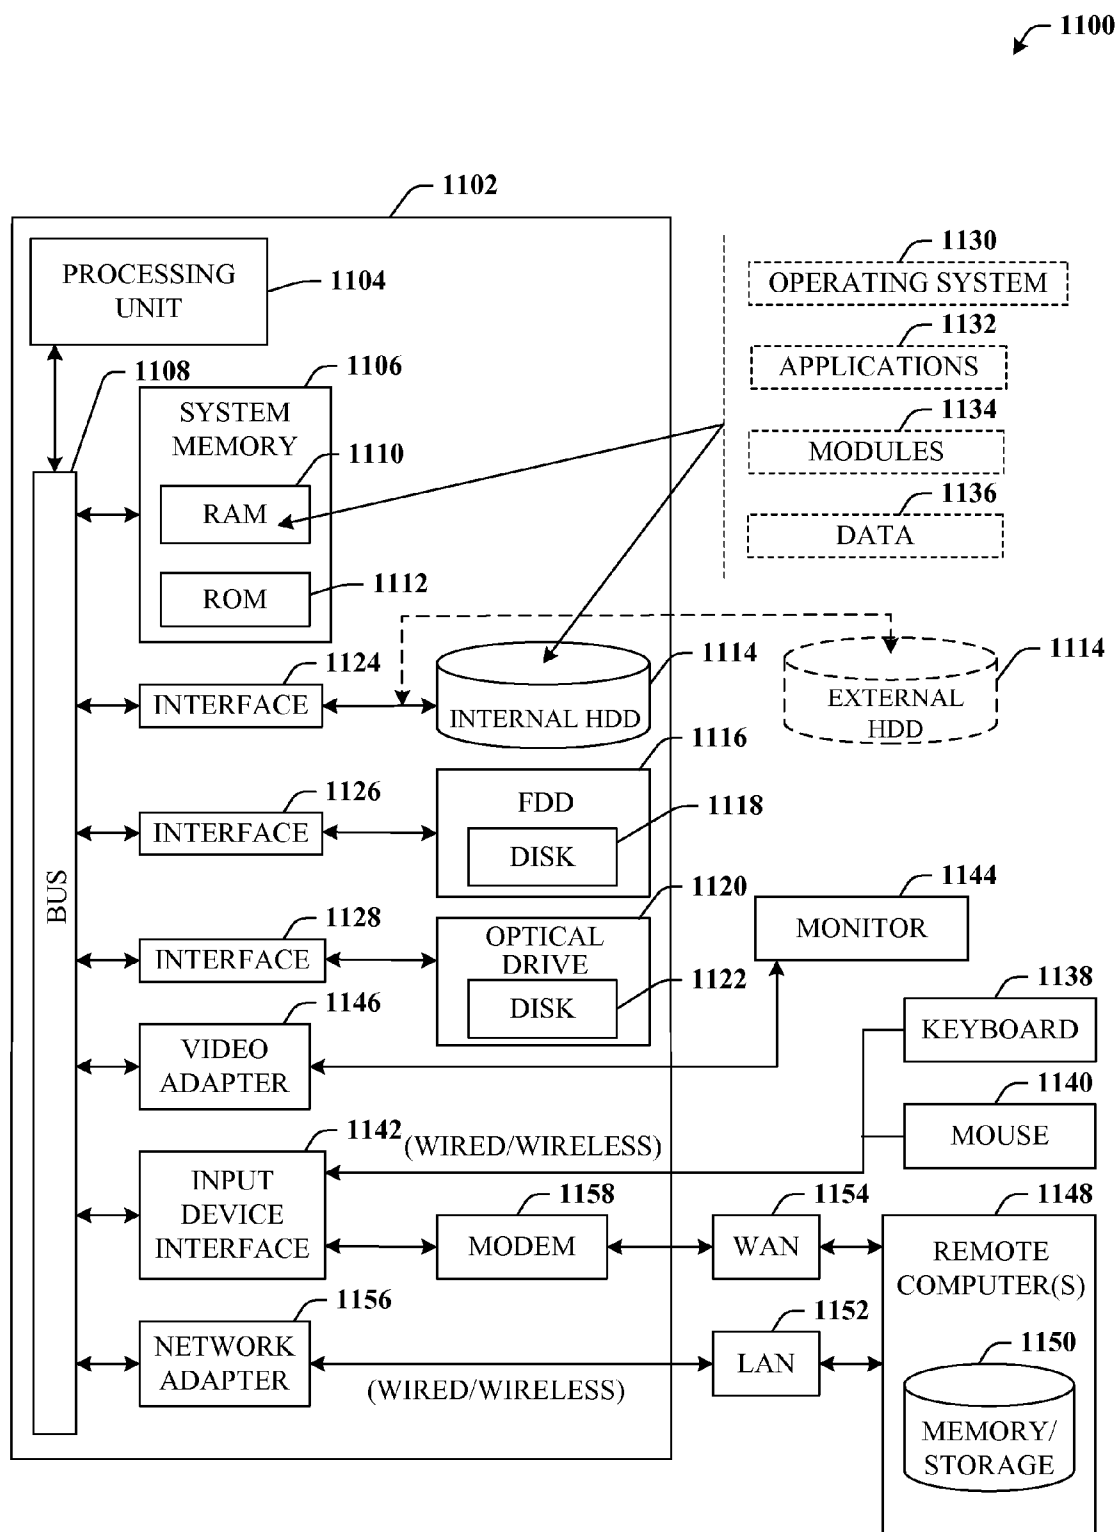 1100
1102
PROCESSING
UNIT
1104
1130
OPERATING SYSTEM
1132
APPLICATIONS
1134
MODULES
1136
DATA
1108
1106
SYSTEM
MEMORY
1110
RAM
1112
ROM
1124
INTERFACE
1114
INTERNAL HDD
1114
EXTERNAL
HDD
1116
FDD
1126
INTERFACE
1118
DISK
BUS
1120
OPTICAL
DRIVE
1128
INTERFACE
1122
DISK
1144
MONITOR
1146
VIDEO
ADAPTER
1138
KEYBOARD
1140
MOUSE
1142
(WIRED/WIRELESS)
INPUT
DEVICE
INTERFACE
1158
MODEM
1154
WAN
1148
REMOTE
COMPUTER(S)
1156
NETWORK
ADAPTER
(WIRED/WIRELESS)
1152
LAN
1150
MEMORY/
STORAGE